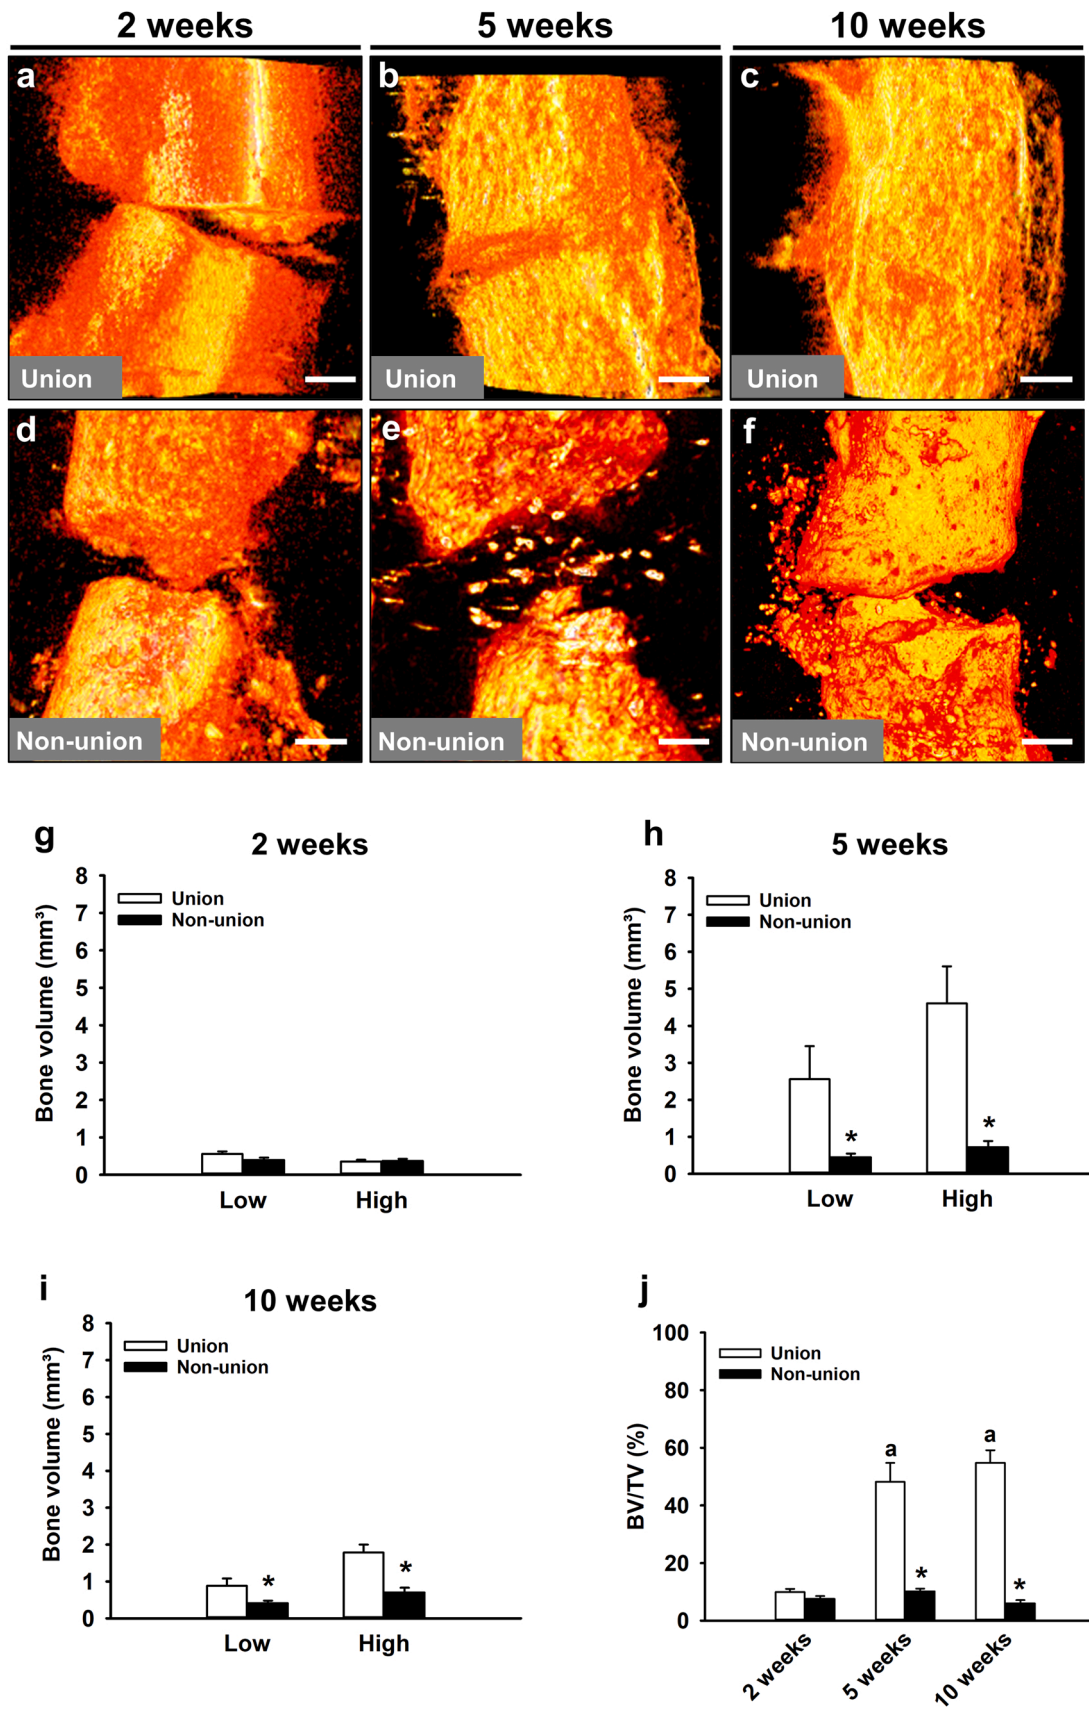 2 weeks 5 weeks 10 weeks
a b c
Union Union Union
d e f
Non-union Non-union Non-union
g h
2 weeks 5 weeks
8
7
6
5
4
3
2
1
0
Bone volume (mm³)
Union
Non-union
Low High
8
7
6
5
4
3
2
1
0
Bone volume (mm³)
Union
Non-union
* *
Low High
i j
10 weeks
8
7
6
5
4
3
2
1
0
Bone volume (mm³)
Union
Non-union
* *
Low High
100
80
60
40
20
0
BV/TV (%)
Union
Non-union
a a
* *
2 weeks 5 weeks 10 weeks